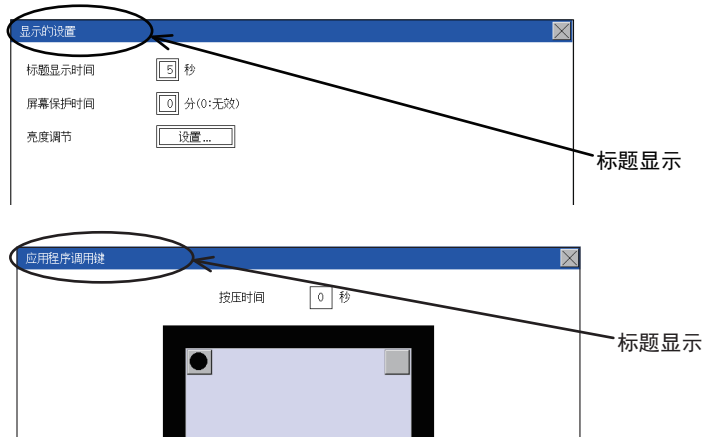 显示的设置
标题显示时间 5 秒
屏幕保护时间 0 分(0:无效)
亮度调节 设置...
标题显示
应用程序调用键
按压时间 0 秒
标题显示